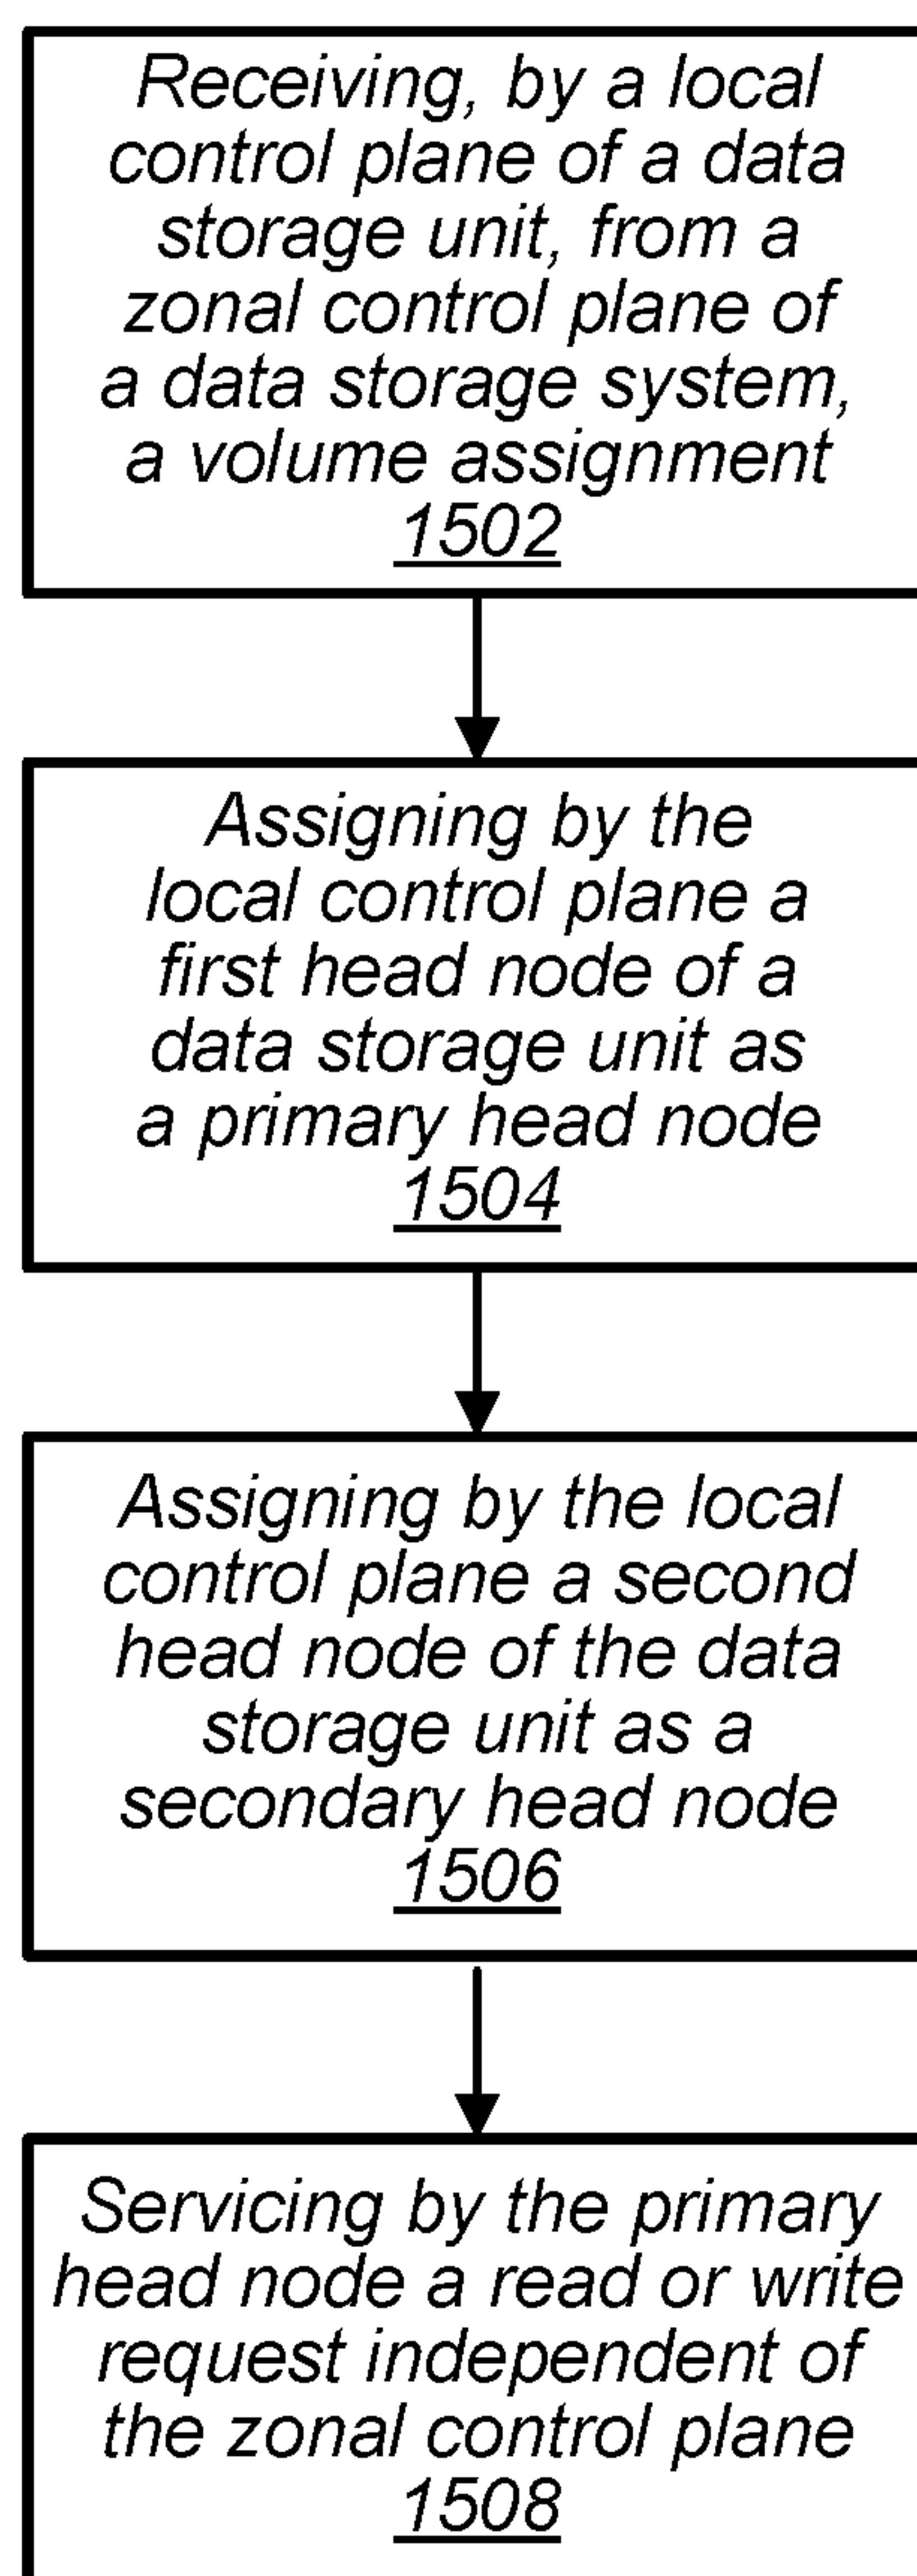 Receiving, by a local
control plane of a data
storage unit, from a
zonal control plane of
a data storage system,
a volume assignment
1502
Assigning by the
local control plane a
first head node of a
data storage unit as
a primary head node
1504
Assigning by the local
control plane a second
head node of the data
storage unit as a
secondary head node
1506
Servicing by the primary
head node a read or write
request independent of
the zonal control plane
1508